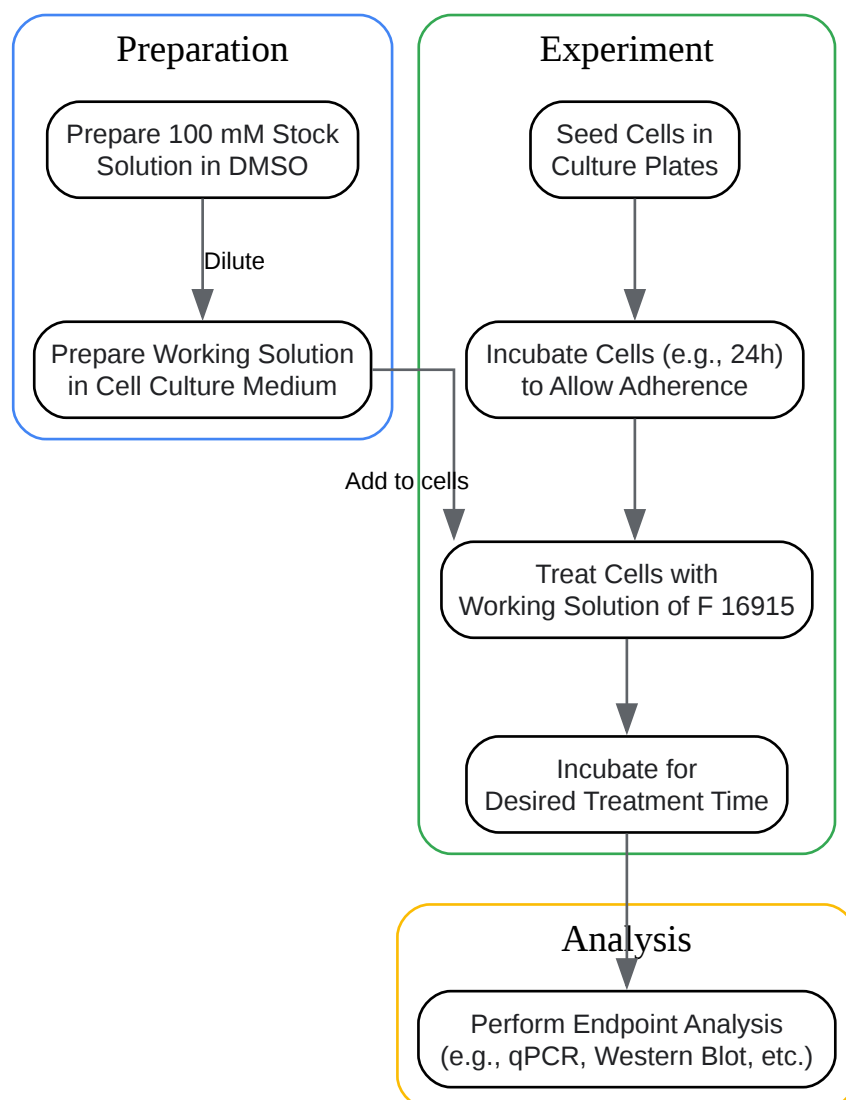 Preparation
Prepare 100 mM Stock
Solution in DMSO
Dilute
Prepare Working Solution
in Cell Culture Medium
Add to cells
Experiment
Seed Cells in
Culture Plates
Incubate Cells (e.g., 24h)
to Allow Adherence
Treat Cells with
Working Solution of F 16915
Incubate for
Desired Treatment Time
Analysis
Perform Endpoint Analysis
(e.g., qPCR, Western Blot, etc.)